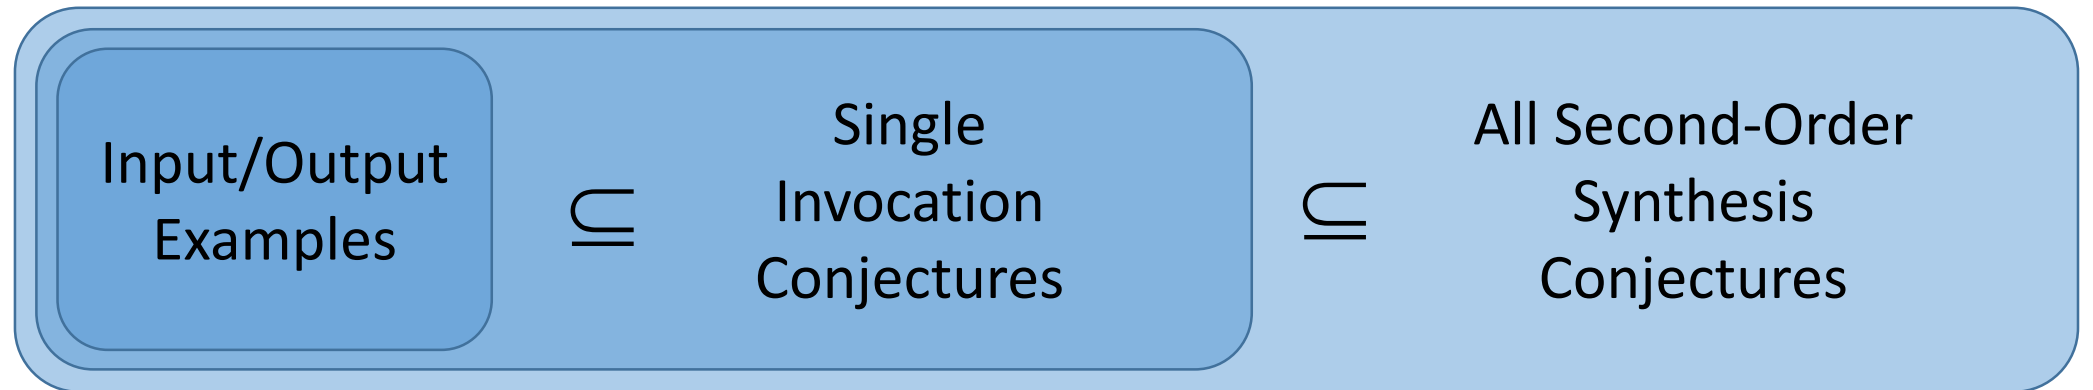 Input/Output
Examples
⊆
Single
Invocation
Conjectures
⊆
All Second-Order
Synthesis
Conjectures